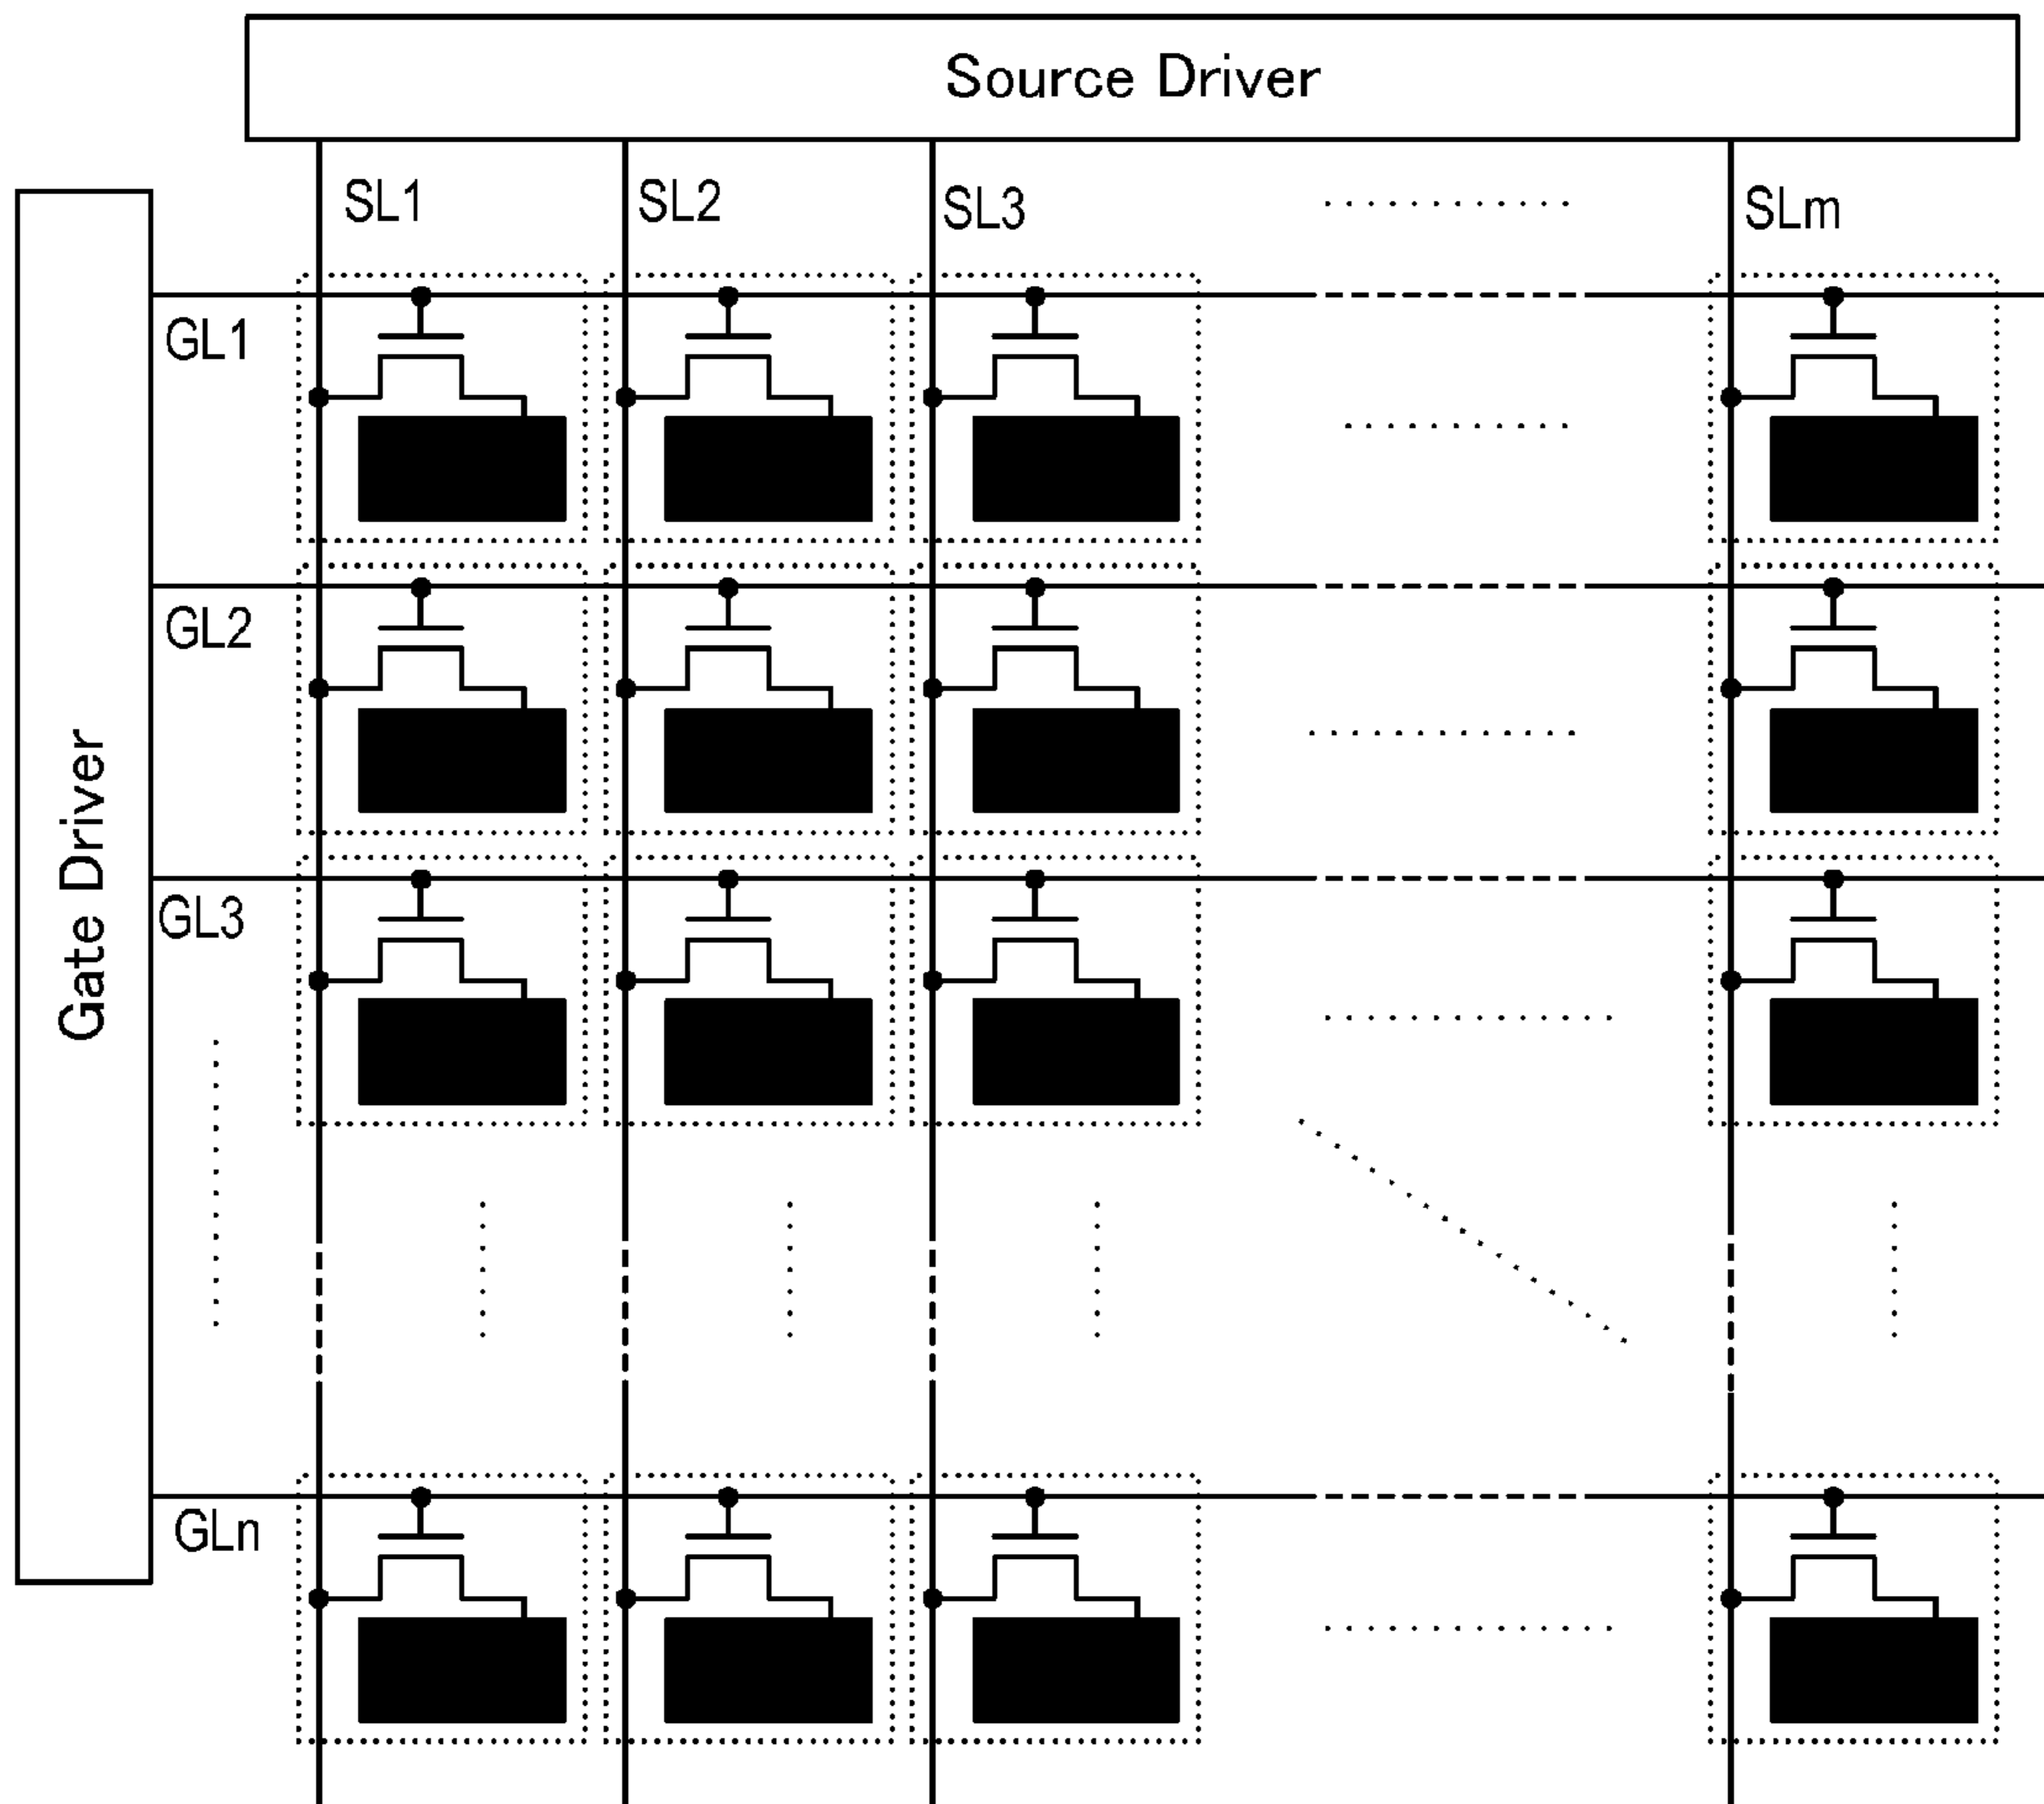 Source Driver
SL1
SL2
SL3
SLm
GL1
GL2
GL3
GLn
Gate Driver